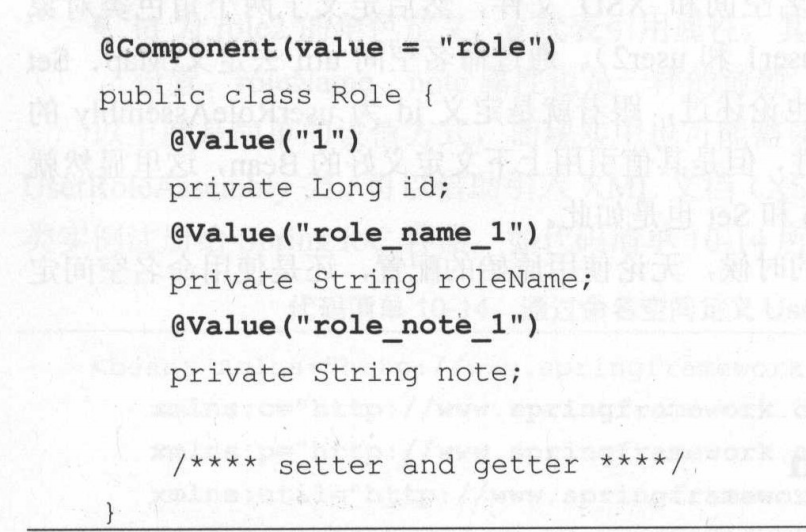 @Component(value = "role")
public class Role {
    @Value("1")
    private Long id;
    @Value("role_name_1")
    private String roleName;
    @Value("role_note_1")
    private String note;

    /**** setter and getter ****/
}